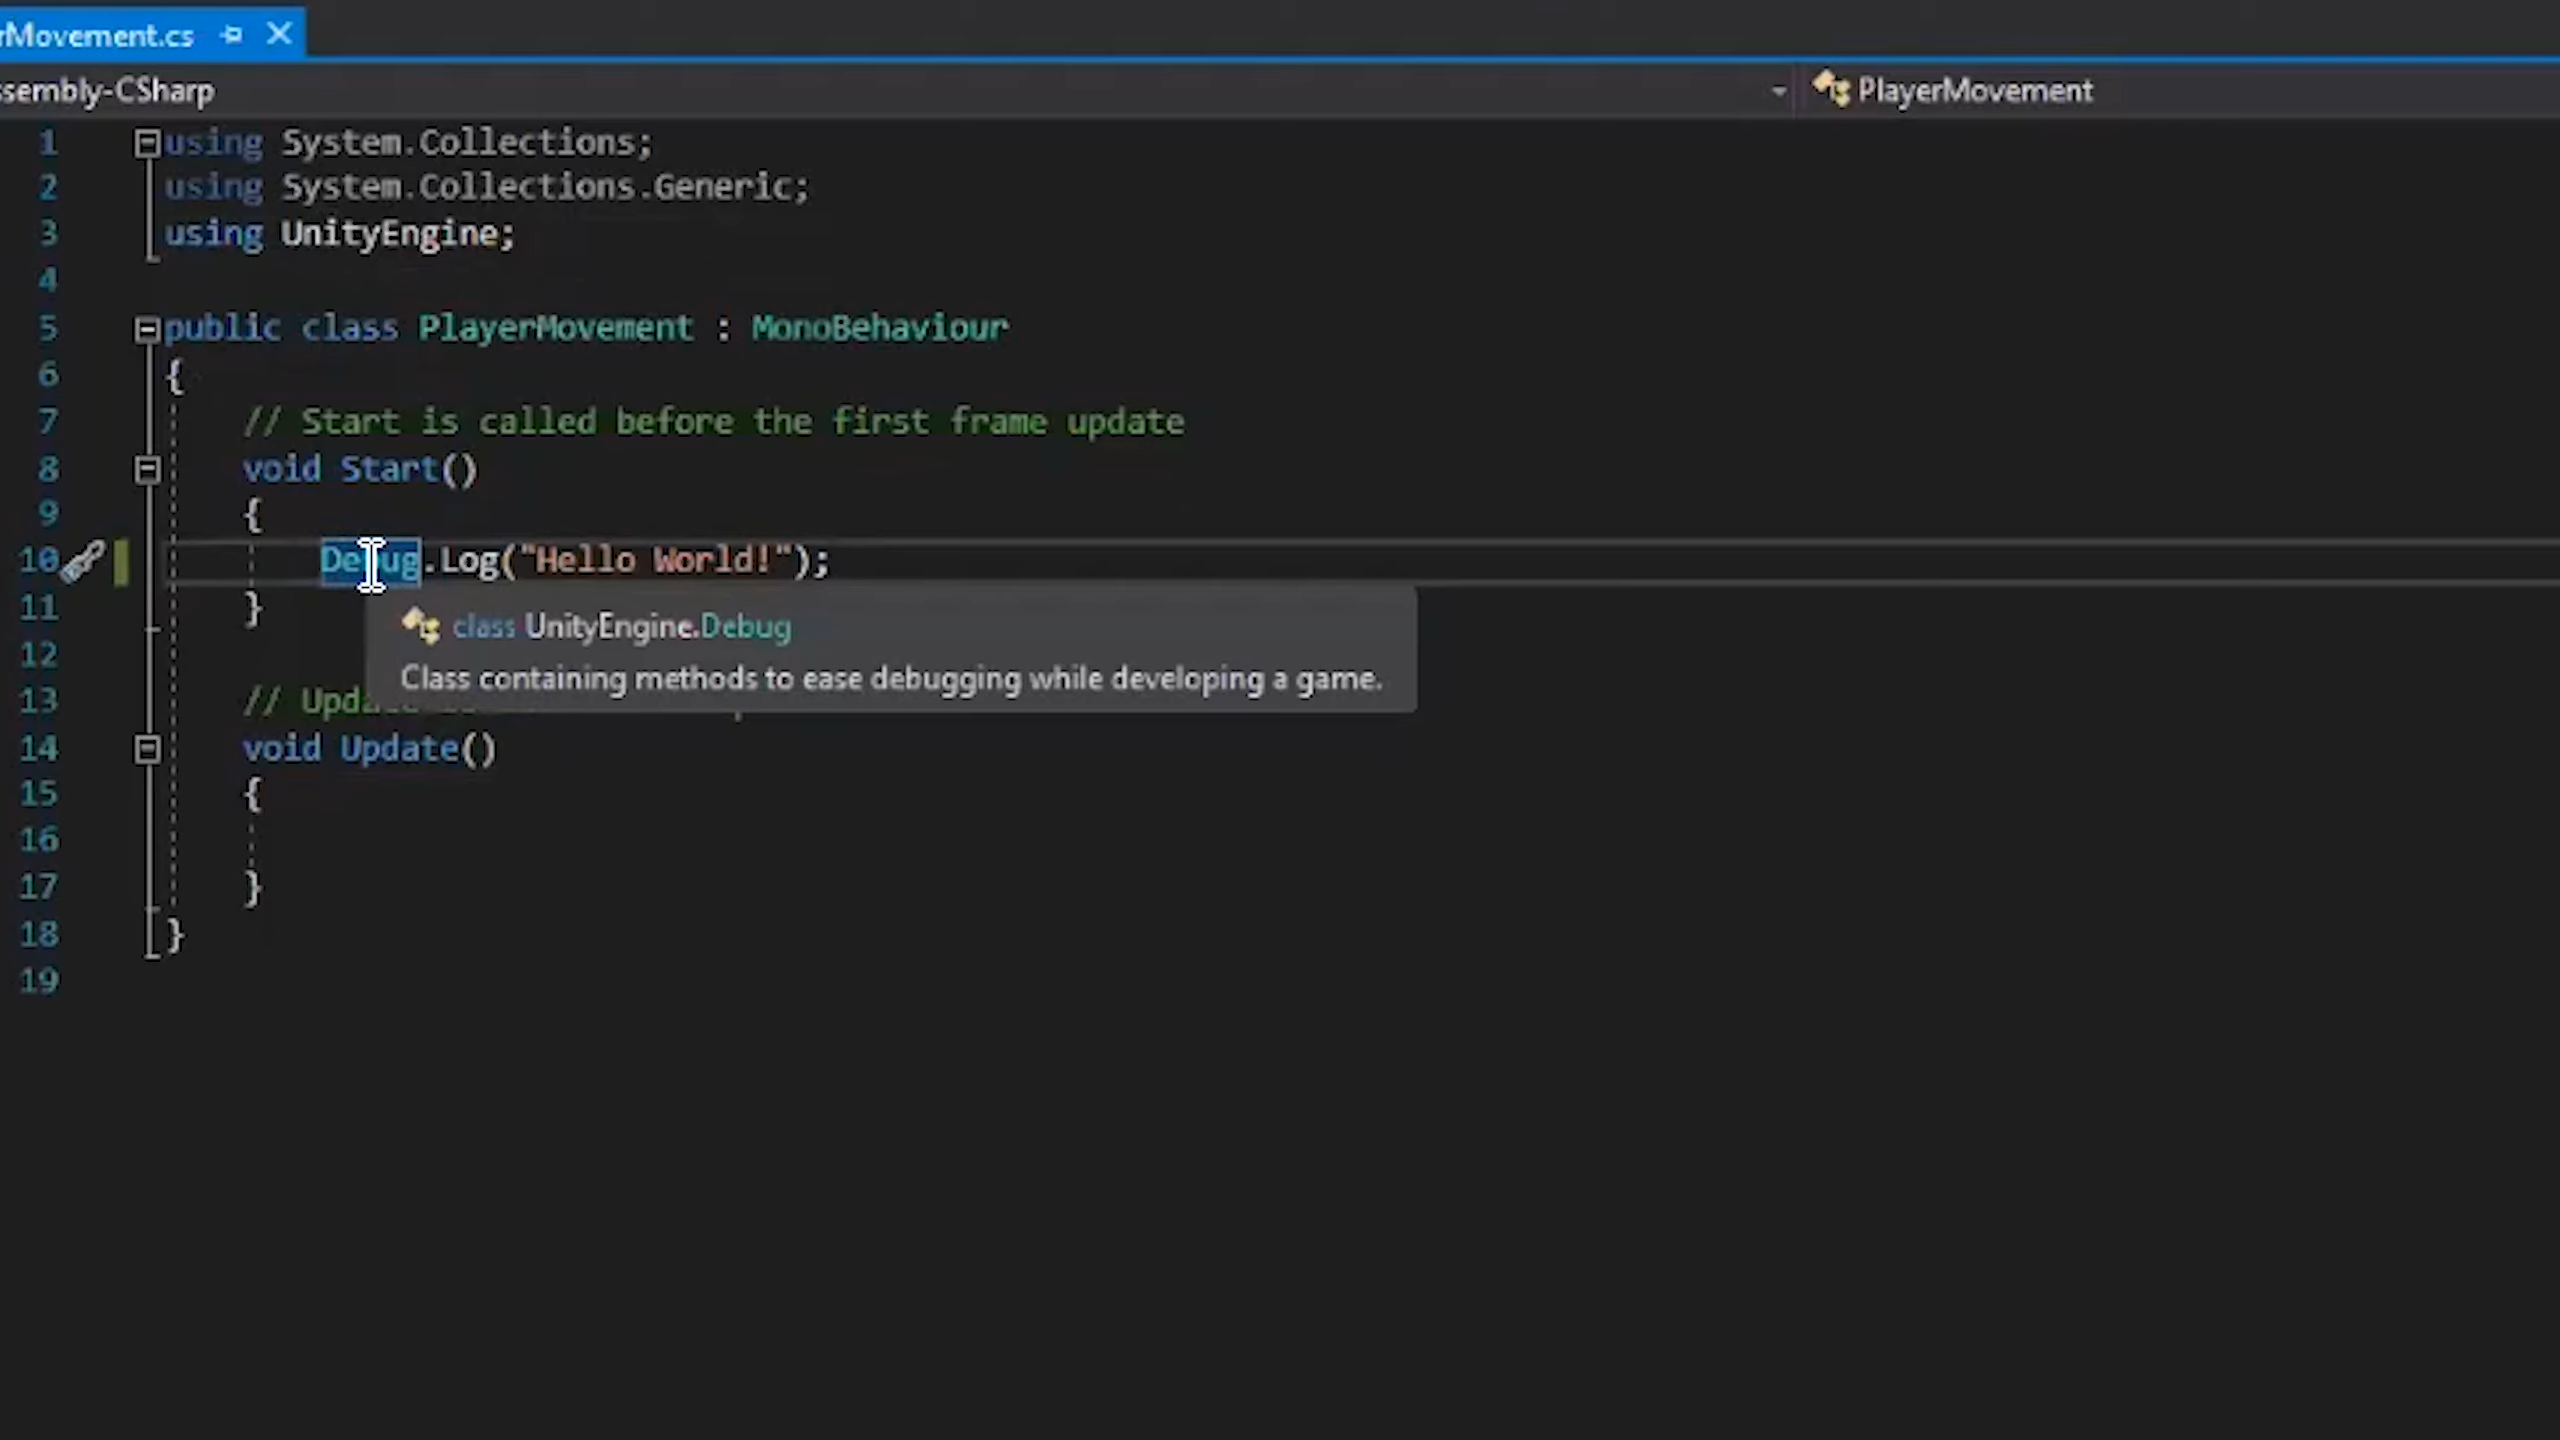 rMovement.cs
ssembly-CSharp
PlayerMovement
1 using System.Collections;
2 using System.Collections.Generic;
3 using UnityEngine;
4
5 public class PlayerMovement : MonoBehaviour
6 {
7 // Start is called before the first frame update
8 void Start()
9 {
10 Debug.Log("Hello World!");
11 }
class UnityEngine.Debug
12
Class containing methods to ease debugging while developing a game.
13 // Upda
14 void Update()
15 {
16
17 }
18 }
19